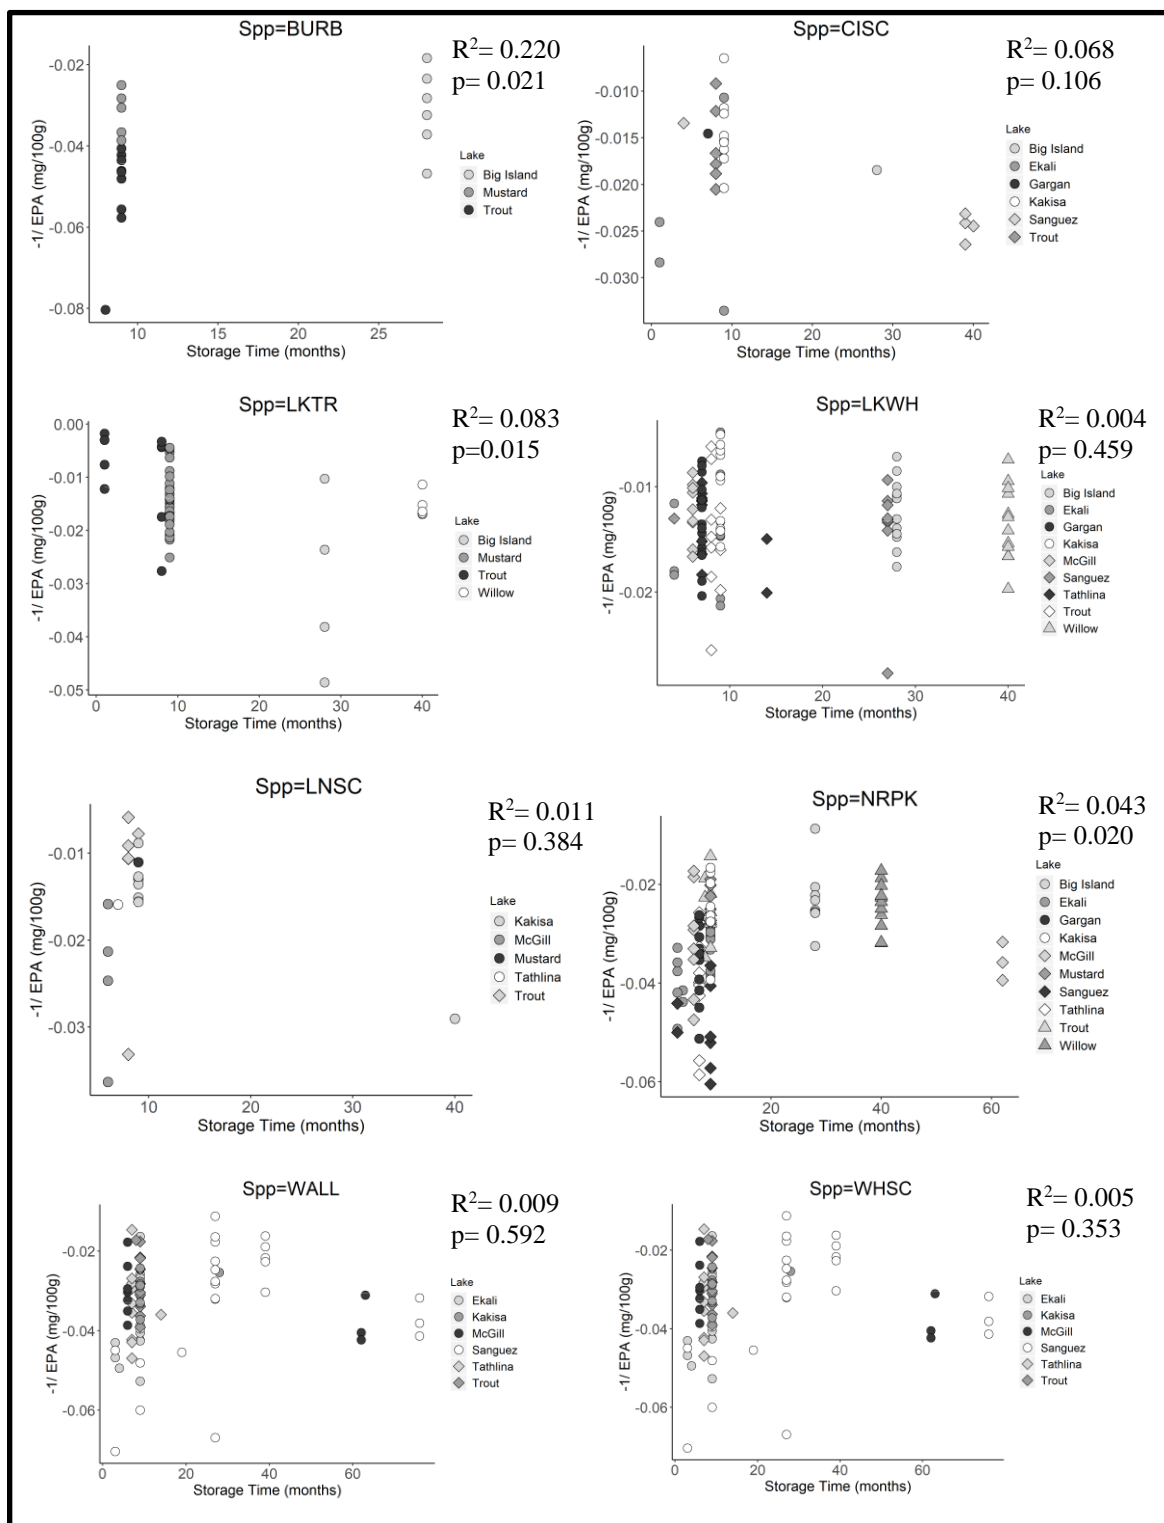 Spp=BURB
R²= 0.220
p= 0.021
-0.02
-0.04
-0.06
-0.08
-1/ EPA (mg/100g)
10
15
20
25
Storage Time (months)
Lake
Big Island
Mustard
Trout
Spp=CISC
R²= 0.068
p= 0.106
-0.010
-0.015
-0.020
-0.025
-0.030
-1/ EPA (mg/100g)
0
10
20
30
40
Storage Time (months)
Lake
Big Island
Ekali
Gargan
Kakisa
Sanguez
Trout
Spp=LKTR
R²= 0.083
p=0.015
0.00
-0.01
-0.02
-0.03
-0.04
-0.05
-1/ EPA (mg/100g)
0
10
20
30
40
Storage Time (months)
Lake
Big Island
Mustard
Trout
Willow
Spp=LKWH
R²= 0.004
p= 0.459
-0.01
-0.02
-1/ EPA (mg/100g)
10
20
30
40
Storage Time (months)
Lake
Big Island
Ekali
Gargan
Kakisa
McGill
Sanguez
Tathlina
Trout
Willow
Spp=LNSC
R²= 0.011
p= 0.384
-0.01
-0.02
-0.03
-1/ EPA (mg/100g)
10
20
30
40
Storage Time (months)
Lake
Kakisa
McGill
Mustard
Tathlina
Trout
Spp=NRPK
R²= 0.043
p= 0.020
-0.02
-0.04
-0.06
-1/ EPA (mg/100g)
20
40
60
Storage Time (months)
Lake
Big Island
Ekali
Gargan
Kakisa
McGill
Mustard
Sanguez
Tathlina
Trout
Willow
Spp=WALL
R²= 0.009
p= 0.592
-0.02
-0.04
-0.06
-1/ EPA (mg/100g)
0
20
40
60
Storage Time (months)
Lake
Ekali
Kakisa
McGill
Sanguez
Tathlina
Trout
Spp=WHSC
R²= 0.005
p= 0.353
-0.02
-0.04
-0.06
-1/ EPA (mg/100g)
0
20
40
60
Storage Time (months)
Lake
Ekali
Kakisa
McGill
Sanguez
Tathlina
Trout